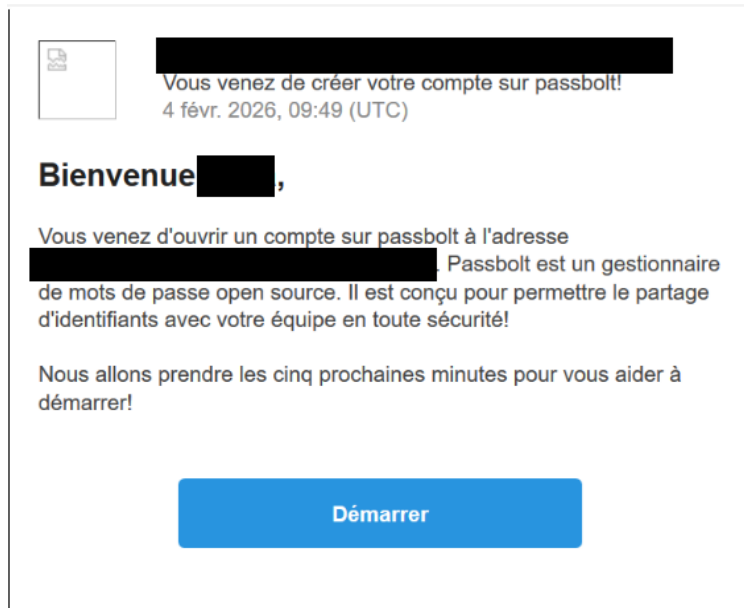 Vous venez de créer votre compte sur passbolt!
4 févr. 2026, 09:49 (UTC)
Bienvenue ,
Vous venez d'ouvrir un compte sur passbolt à l'adresse
. Passbolt est un gestionnaire
de mots de passe open source. Il est conçu pour permettre le partage
d'identifiants avec votre équipe en toute sécurité!
Nous allons prendre les cinq prochaines minutes pour vous aider à
démarrer!
Démarrer